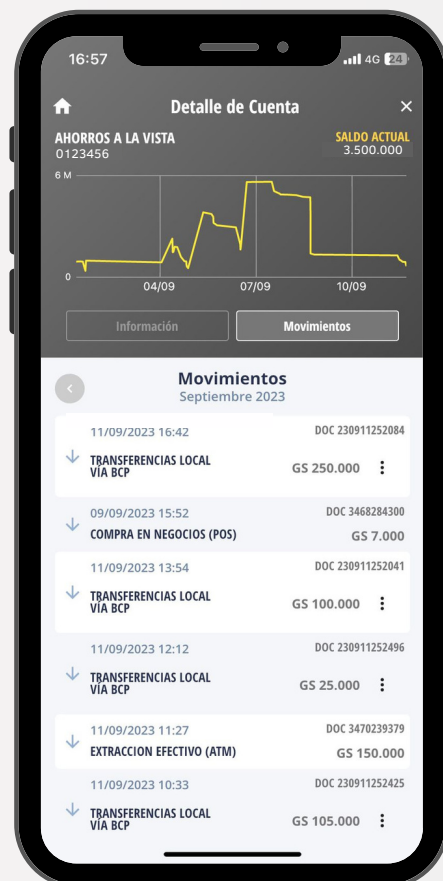 16:57
4G 24
Detalle de Cuenta
AHORROS A LA VISTA
SALDO ACTUAL
0123456
3.500.000
6 M
0
04/09
07/09
10/09
Información
Movimientos
Movimientos
Septiembre 2023
11/09/2023 16:42
DOC 230911252084
TRANSFERENCIAS LOCAL
VÍA BCP
GS 250.000
09/09/2023 15:52
DOC 3468284300
COMPRA EN NEGOCIOS (POS)
GS 7.000
11/09/2023 13:54
DOC 230911252041
TRANSFERENCIAS LOCAL
VÍA BCP
GS 100.000
11/09/2023 12:12
DOC 230911252496
TRANSFERENCIAS LOCAL
VÍA BCP
GS 25.000
11/09/2023 11:27
DOC 3470239379
EXTRACCION EFECTIVO (ATM)
GS 150.000
11/09/2023 10:33
DOC 230911252425
TRANSFERENCIAS LOCAL
VÍA BCP
GS 105.000